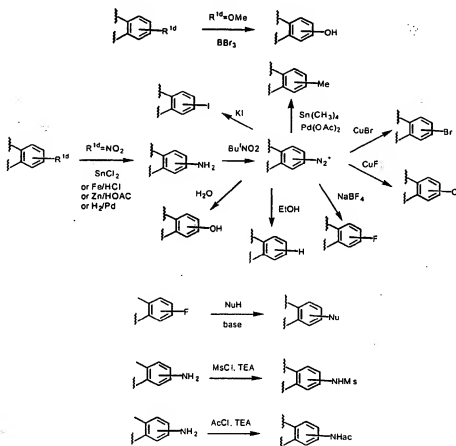 R1d R1d=OMe OH
BBr3
Me
I KI Sn(CH3)4
Pd(OAc)2 CuBr Br
R1d R1d=NO2 NH2 ButNO2 N2+
CuF
SnCl2
or Fe/HCl
or Zn/HOAC
or H2/Pd
H2O EtOH NaBF4
OH H F
F NuH Nu
base
NH2 MsCl, TEA NHMs
NH2 AcCl, TEA NHac